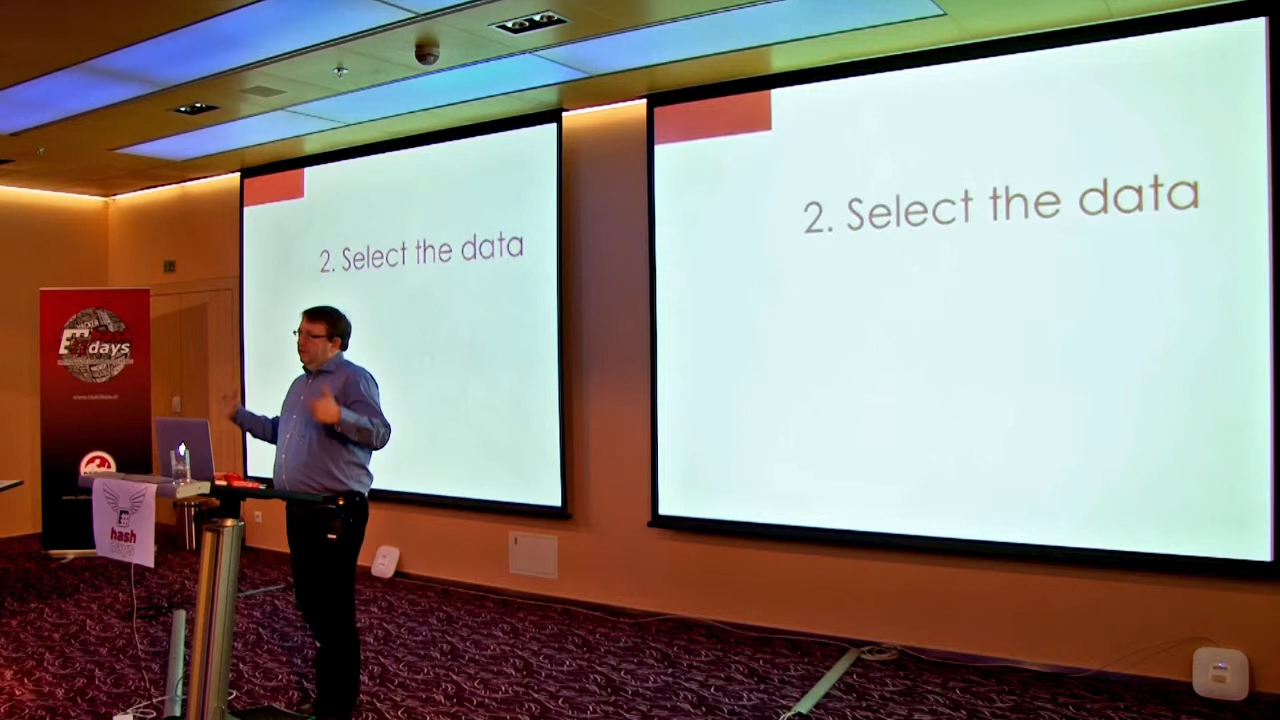 2. Select the data
2. Select the data
days
hash